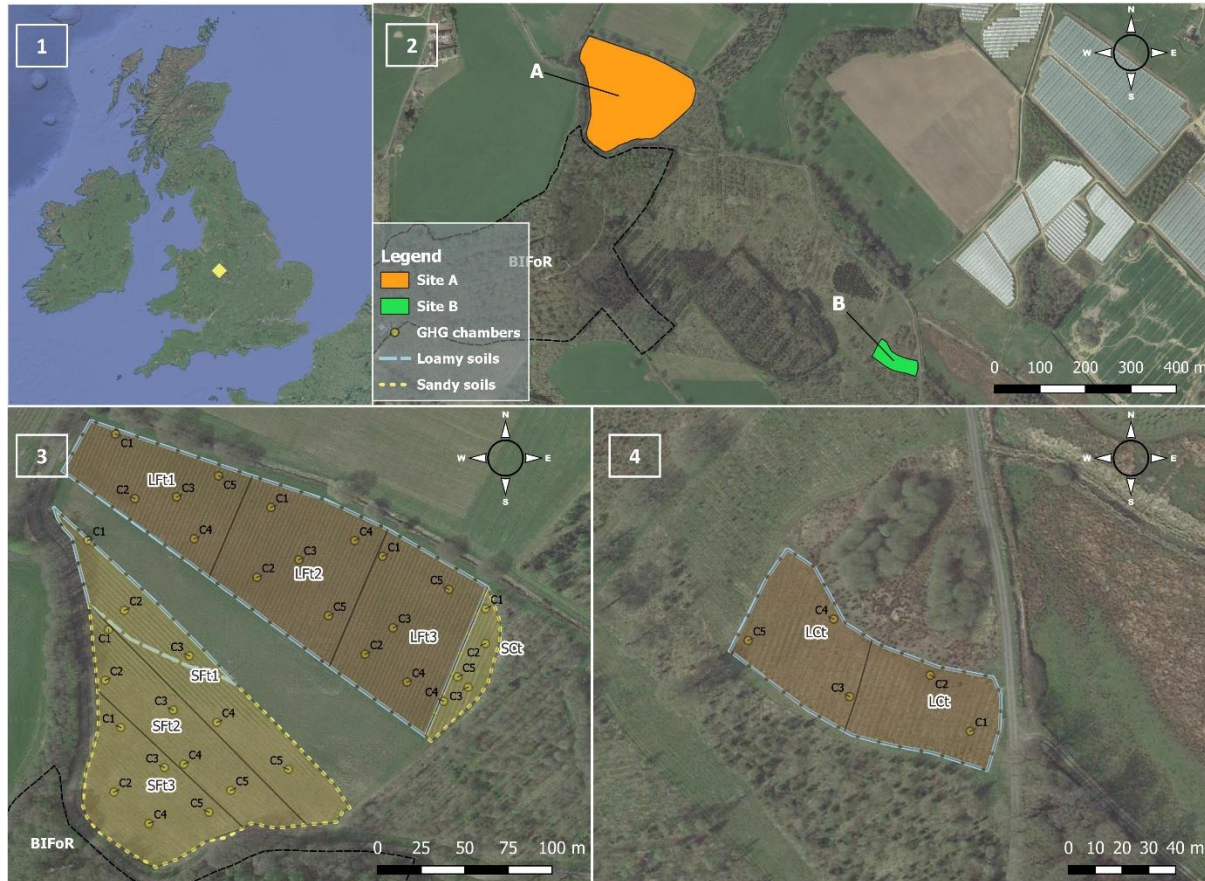 1
2
N
W E
S
A
B
BIFoR
Legend
Site A
Site B
GHG chambers
Loamy soils
Sandy soils
0 100 200 300 400 m
3
N
W E
S
C1
C2
C3
C5
LFt1
C4
C1
C2
C3
C4
LFt2
C5
C1
C5
C3
LFt3
C2
C4
C1
C2
SCt
C5
C3
C4
C1
C2
C3
SFt1
C4
C5
C1
C2
C3
SFt2
C4
C5
C1
C3
C2
SFt3
C4
C5
BIFoR
0 25 50 75 100 m
4
N
W E
S
C4
C5
LCt
C3
C2
LCt
C1
0 10 20 30 40 m